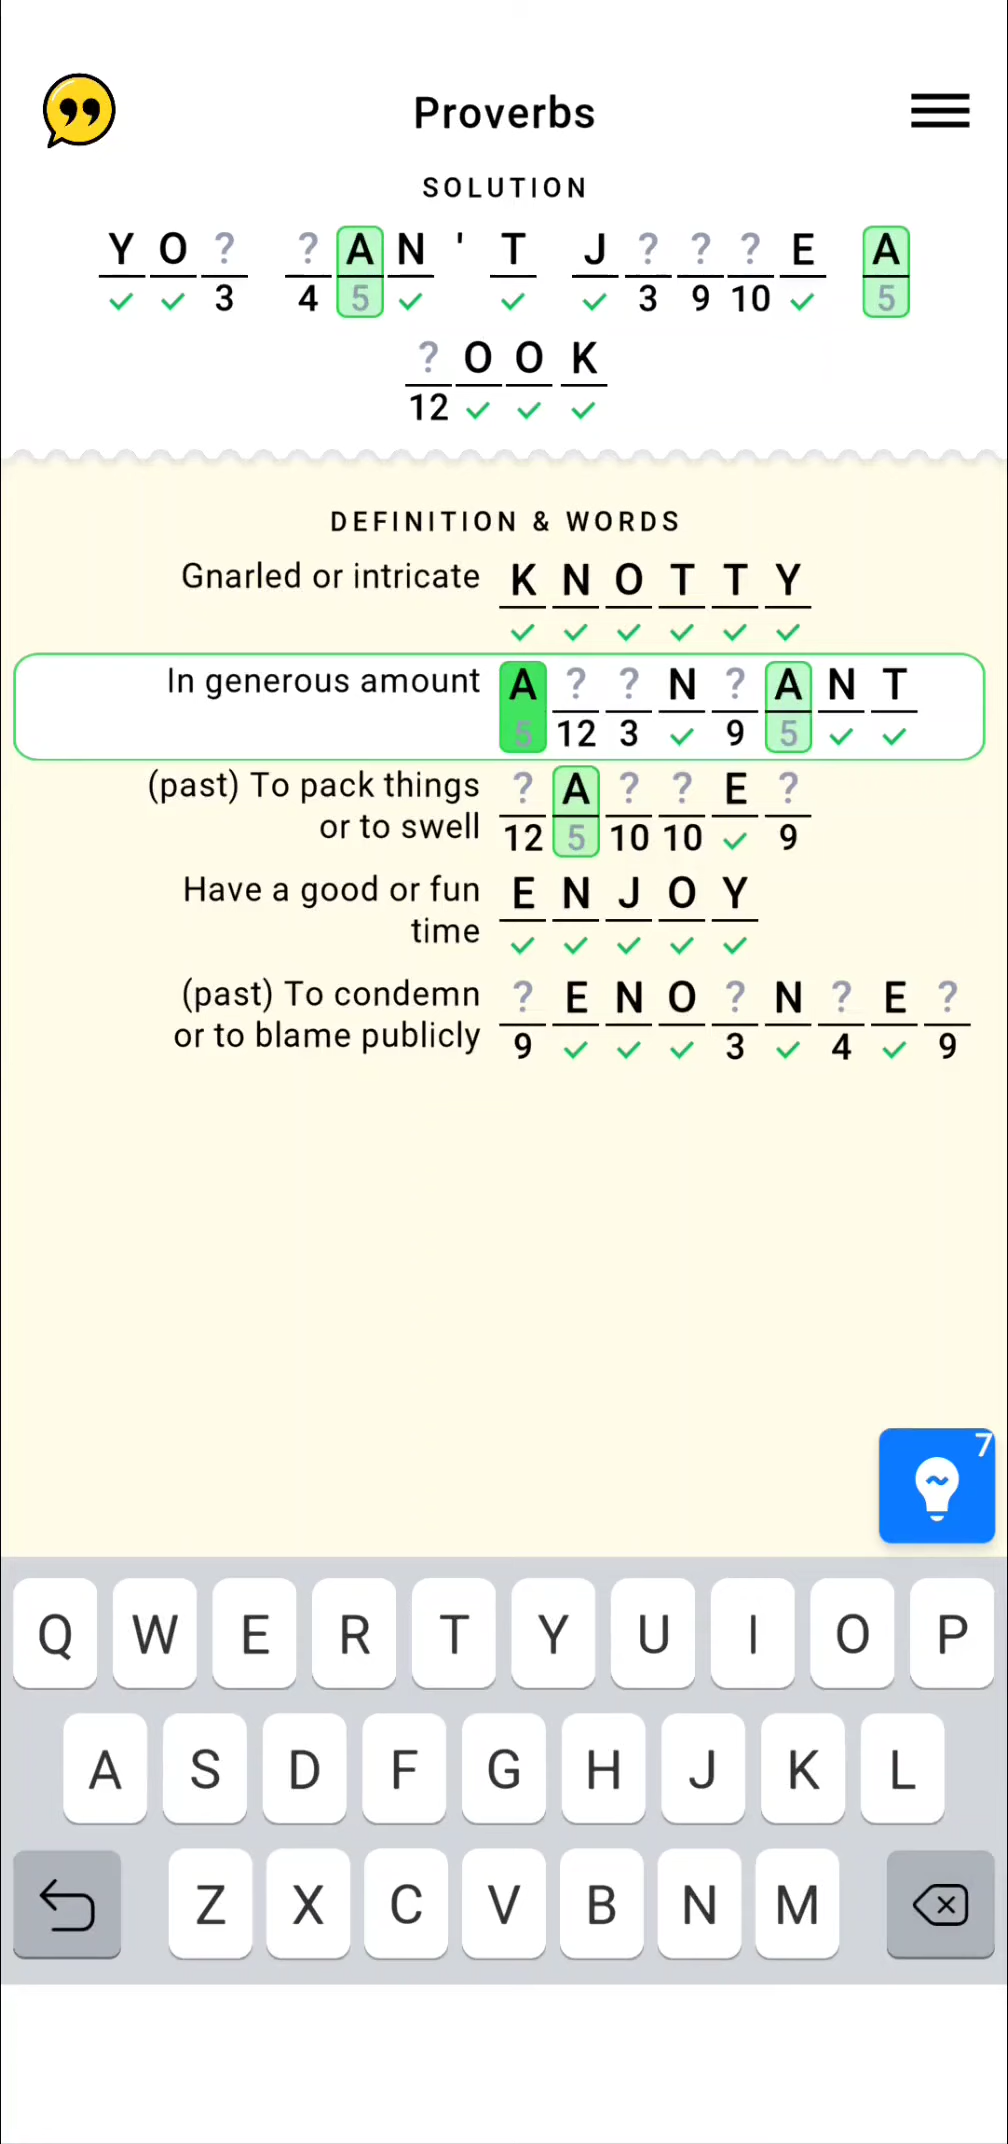 Proverbs
SOLUTION
Y O ? ? A N ' T J ? ? ? E A
3 4 5 3 9 10 5
? O O K
12
DEFINITION & WORDS
Gnarled or intricate K N O T T Y
In generous amount A ? ? N ? A N T
5 12 3 9 5
(past) To pack things ? A ? ? E ?
or to swell 12 5 10 10 9
Have a good or fun E N J O Y
time
(past) To condemn ? E N O ? N ? E ?
or to blame publicly 9 3 4 9
7
Q W E R T Y U I O P
A S D F G H J K L
Z X C V B N M